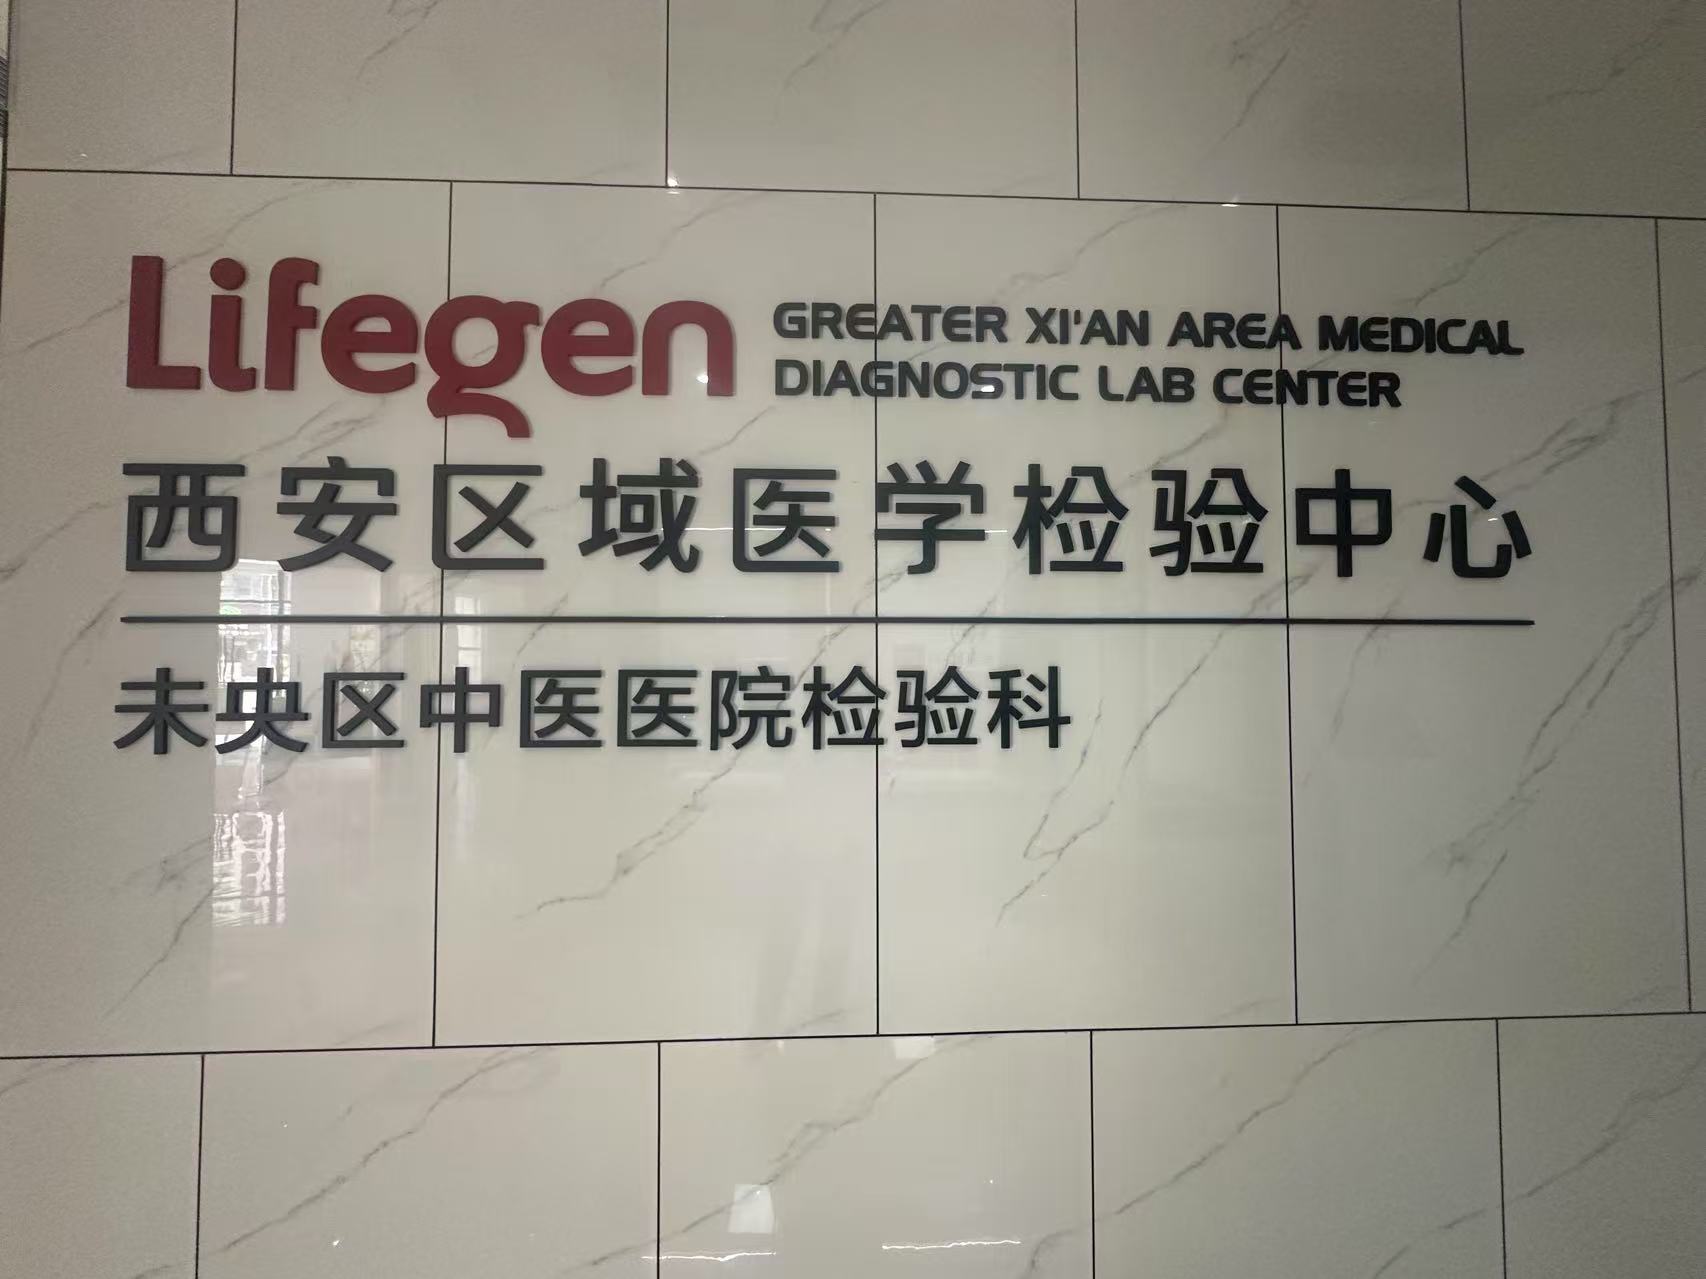 Lifegen
GREATER XI'AN AREA MEDICAL
DIAGNOSTIC LAB CENTER
西安区域医学检验中心
未央区中医医院检验科